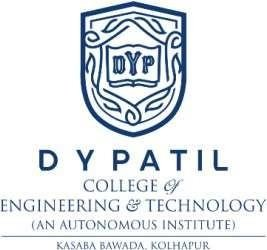 DYP
D Y PATIL
COLLEGE of
ENGINEERING & TECHNOLOGY
(AN AUTONOMOUS INSTITUTE)
KASABA BAWADA, KOLHAPUR